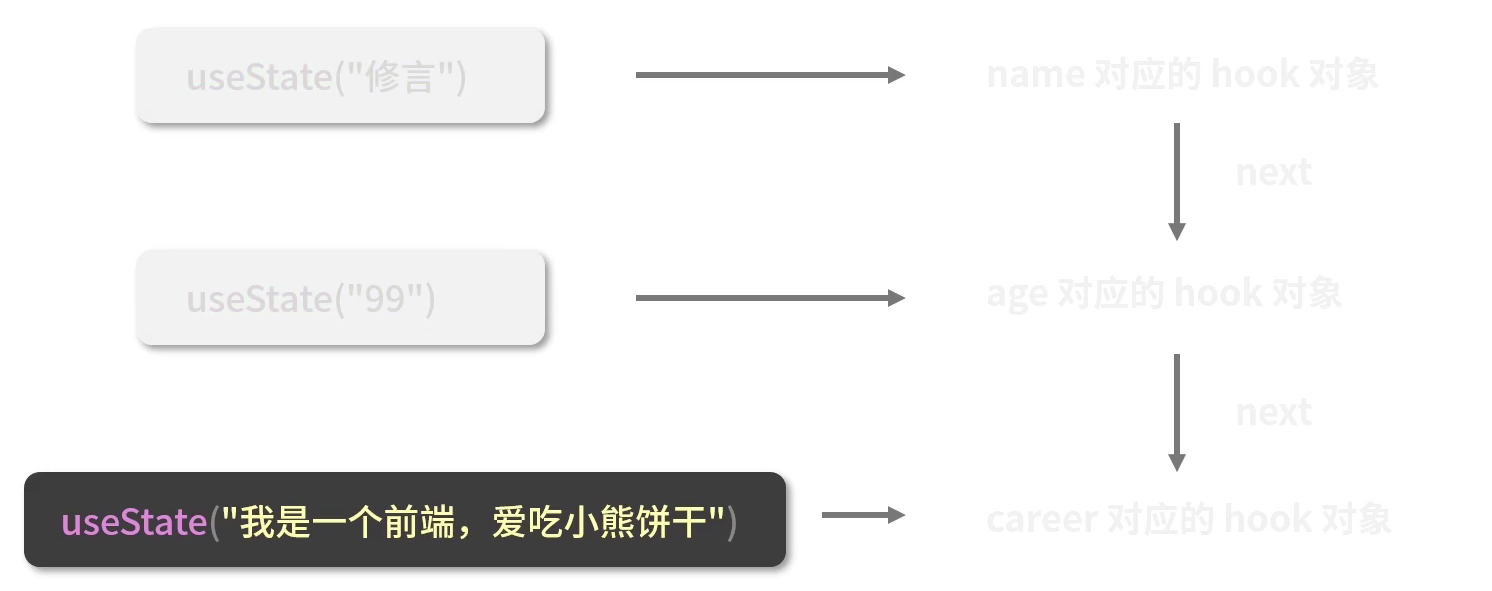 useState("修言")
name 对应的 hook 对象
next
useState("99")
age 对应的 hook 对象
next
useState("我是一个前端，爱吃小熊饼干")
career 对应的 hook 对象